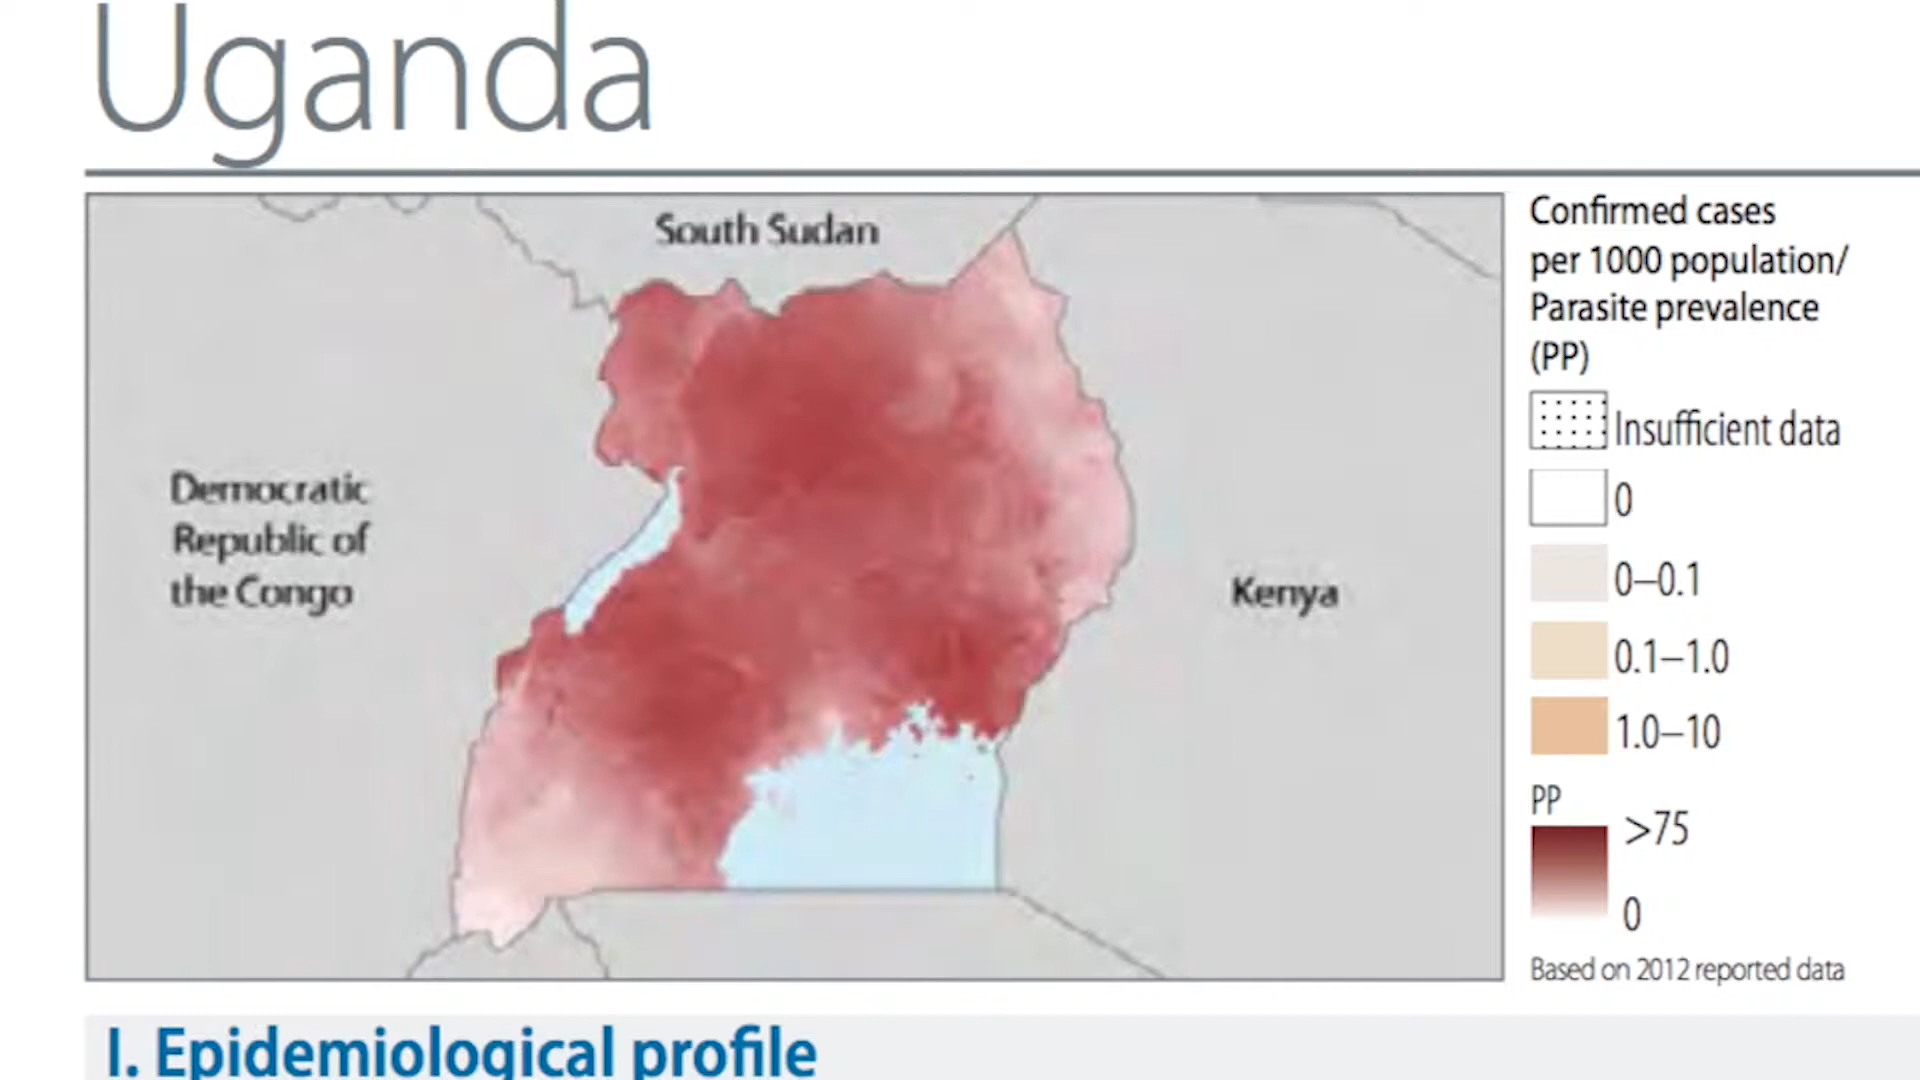 Uganda
South Sudan
Democratic
Republic of
the Congo
Kenya
Confirmed cases
per 1000 population/
Parasite prevalence
(PP)
Insufficient data
0
0–0.1
0.1–1.0
1.0–10
PP
>75
0
Based on 2012 reported data
I. Epidemiological profile